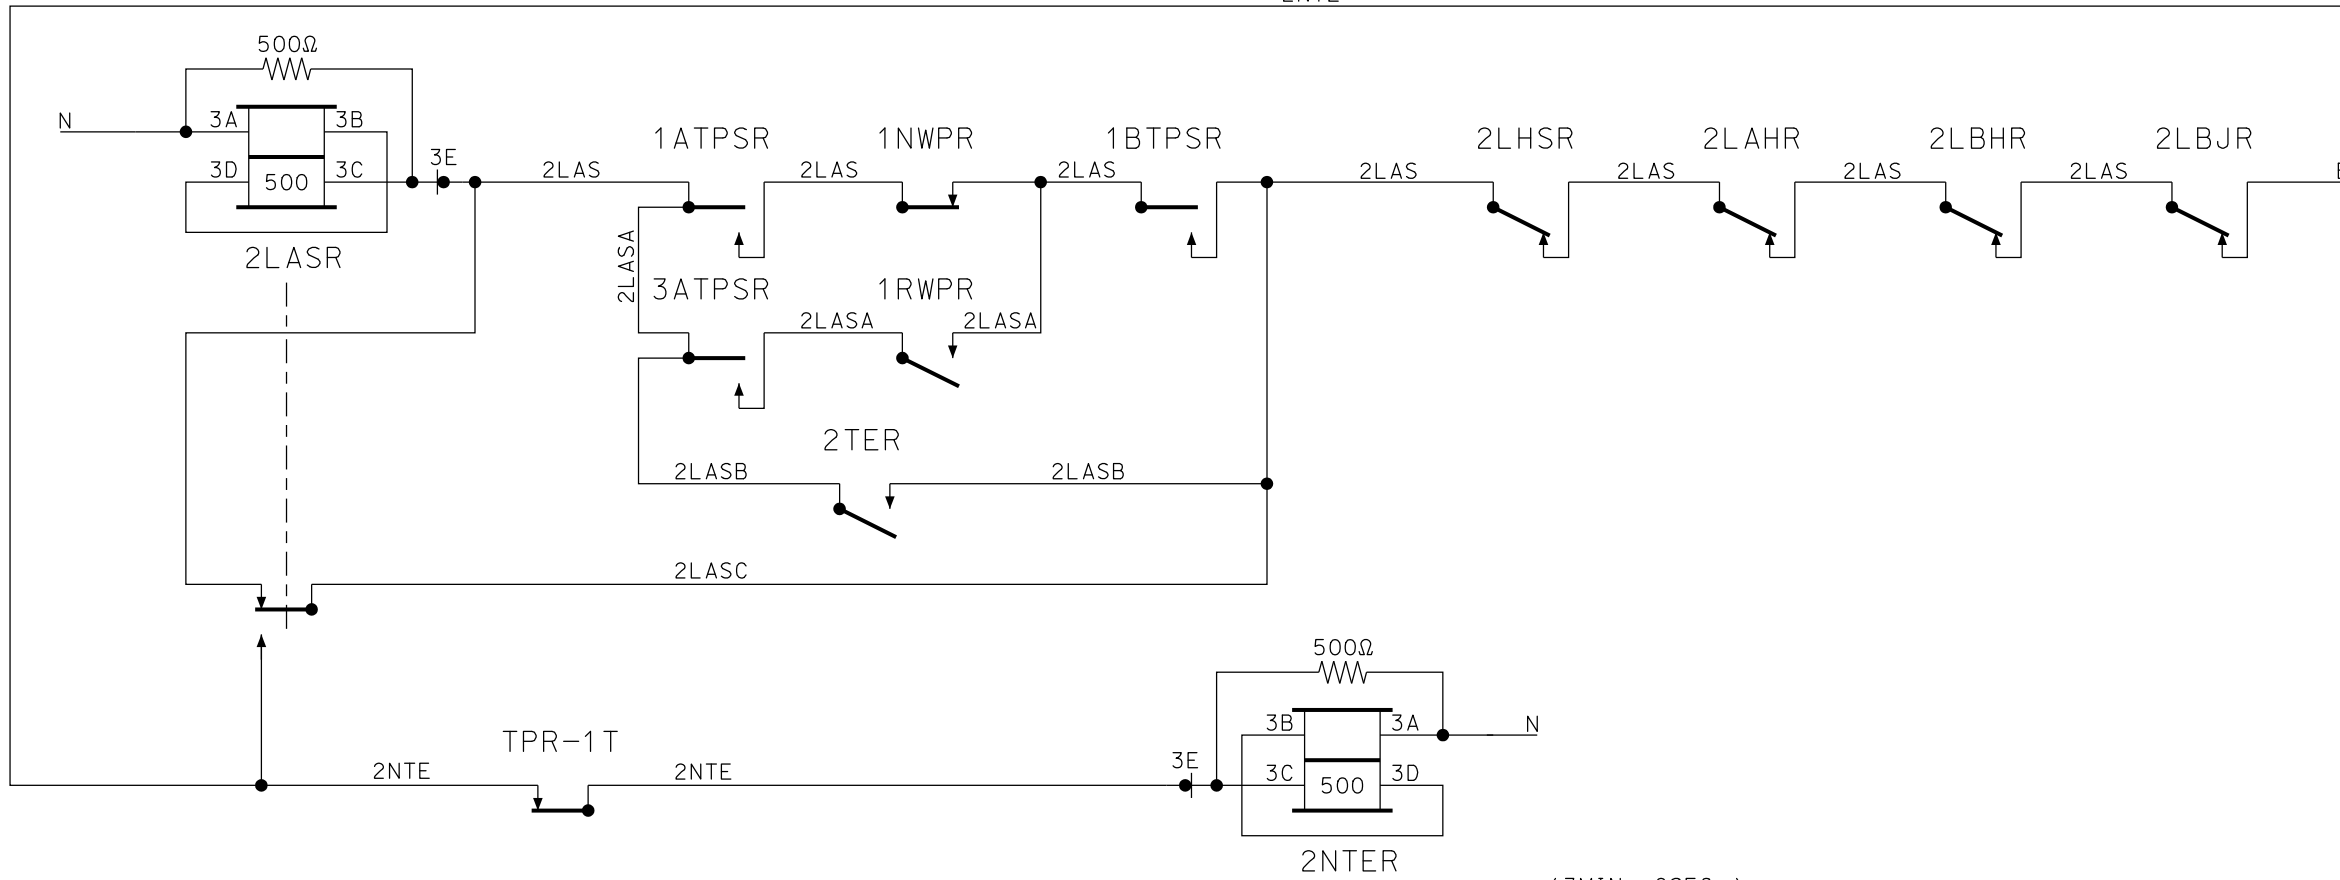 500Ω
N
3A
3B
3D
500
3C
3E
2LASR
2LAS
1ATPSR
2LAS
1NWPR
2LAS
1BTPSR
2LAS
2LHSR
2LAS
2LAHR
2LAS
2LBHR
2LAS
2LBJR
2LASA
3ATPSR
2LASA
1RWPR
2LASA
2TER
2LASB
2LASB
2LASC
2NTE
TPR-1T
2NTE
500Ω
3E
3B
3A
N
3C
500
3D
2NTER